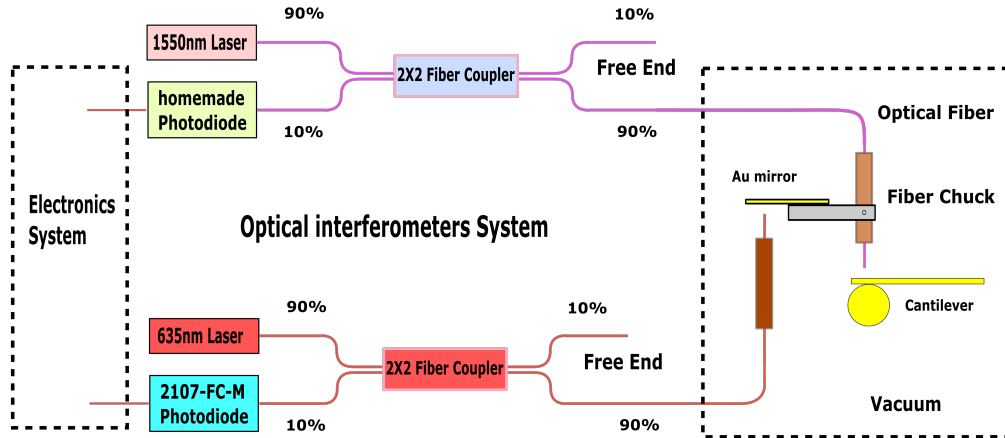 90%
10%
1550nm Laser
2X2 Fiber Coupler
Free End
homemade
Photodiode
10%
90%
Optical Fiber
Au mirror
Fiber Chuck
Electronics
System
Optical interferometers System
90%
10%
Cantilever
635nm Laser
2X2 Fiber Coupler
Free End
2107-FC-M
Photodiode
10%
90%
Vacuum